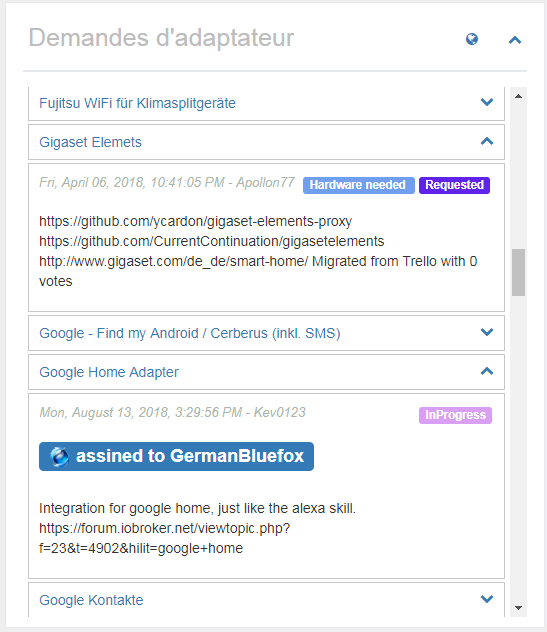 Demandes d'adaptateur
Fujitsu WiFi für Klimasplitgeräte
Gigaset Elemets
Fri, April 06, 2018, 10:41:05 PM - Apollon77 Hardware needed Requested
https://github.com/ycardon/gigaset-elements-proxy
https://github.com/CurrentContinuation/gigasetelements
http://www.gigaset.com/de_de/smart-home/ Migrated from Trello with 0
votes
Google - Find my Android / Cerberus (inkl. SMS)
Google Home Adapter
Mon, August 13, 2018, 3:29:56 PM - Kev0123 InProgress
assined to GermanBluefox
Integration for google home, just like the alexa skill.
https://forum.iobroker.net/viewtopic.php?
f=23&t=4902&hilit=google+home
Google Kontakte